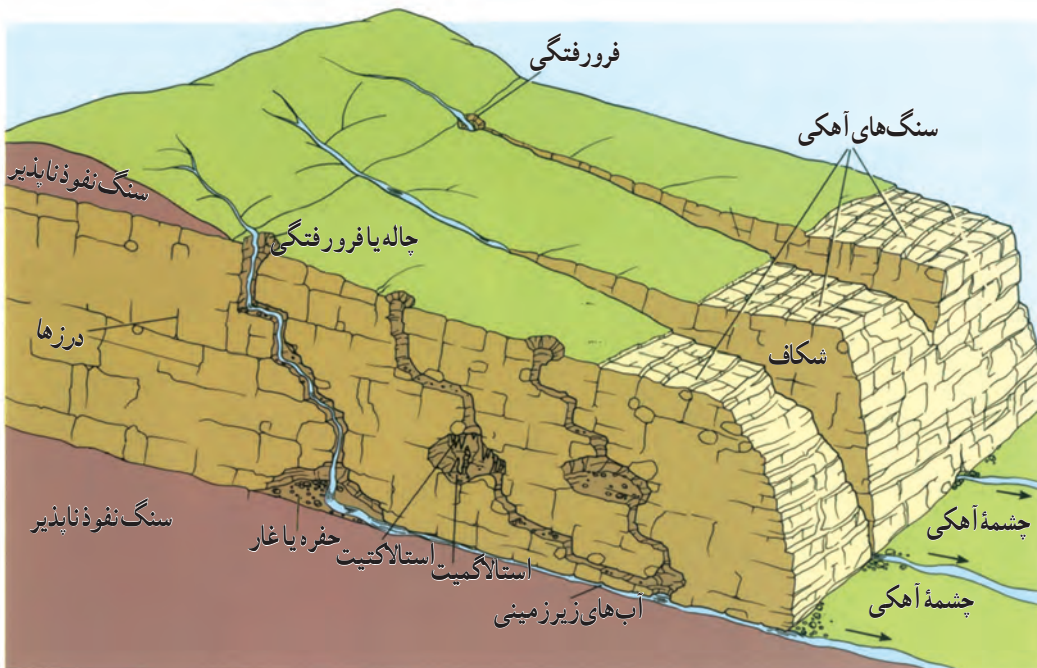 فرورفتگی
سنگ‌های آهکی
سنگ نفوذناپذیر
چاله یا فرورفتگی
درزها
شکاف
سنگ نفوذناپذیر
حفره یا غار
استالاکتیت
استالاگمیت
آب‌های زیرزمینی
چشمهٔ آهکی
چشمهٔ آهکی